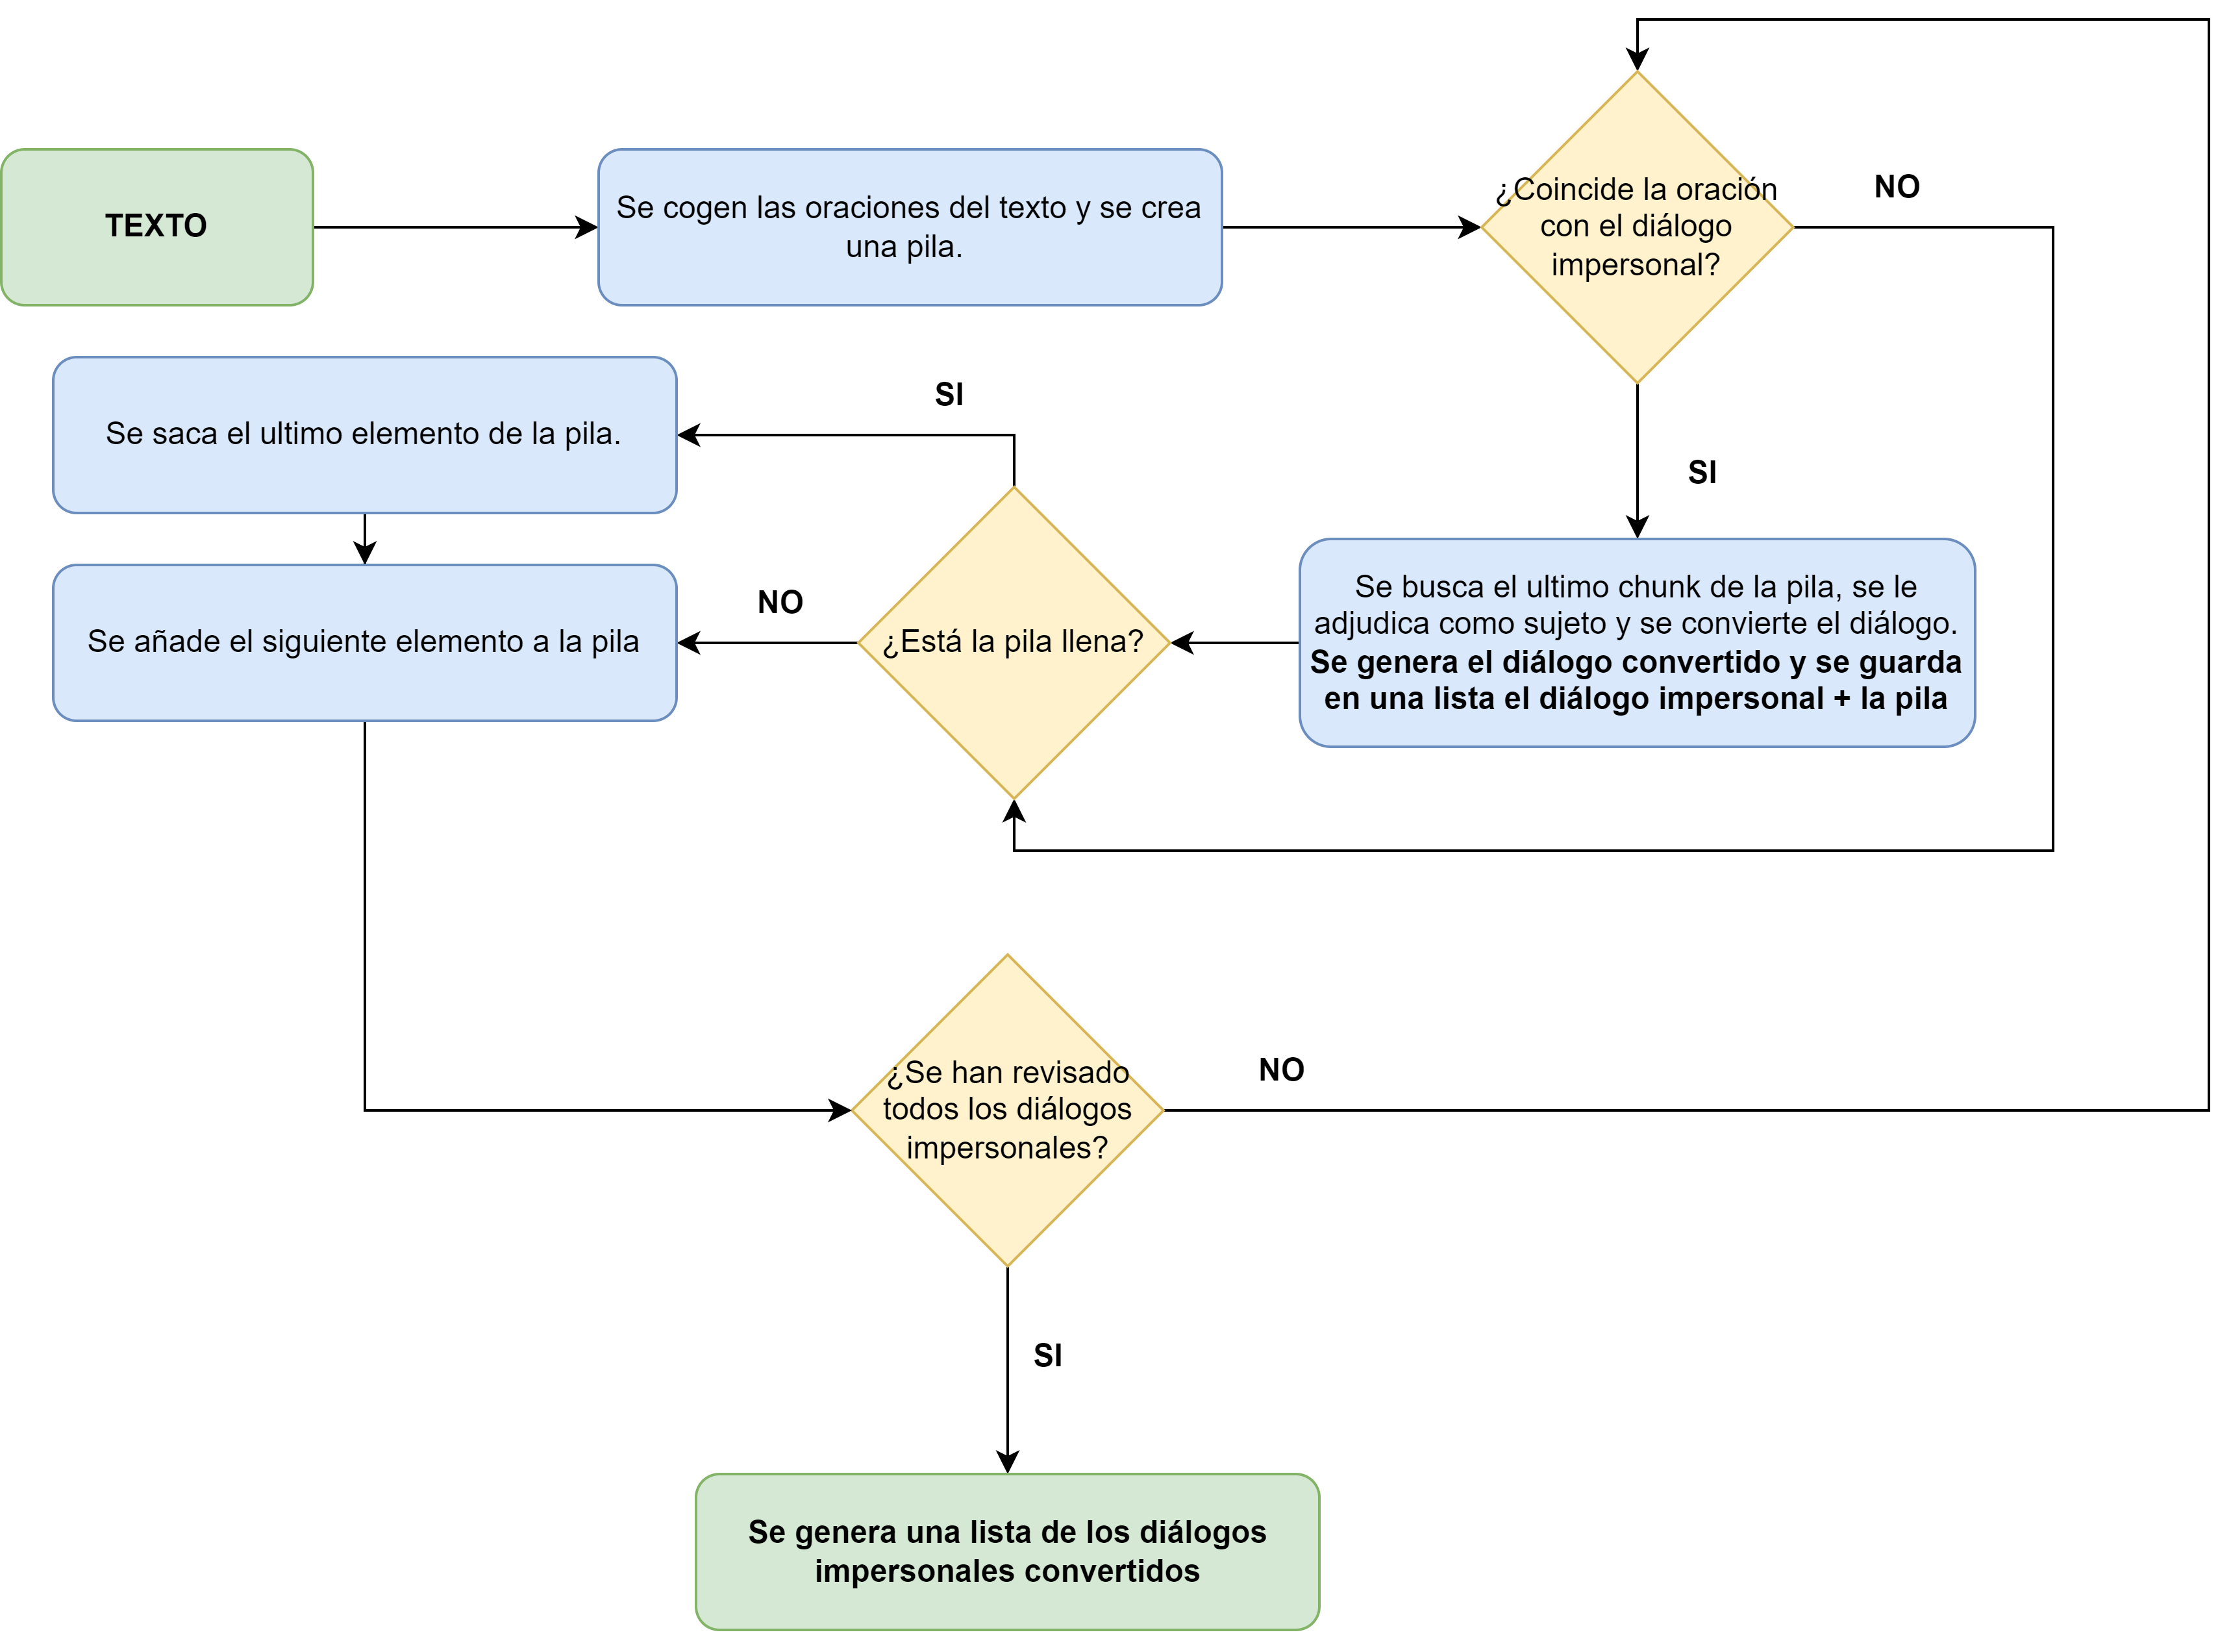 TEXTO
Se cogen las oraciones del texto y se crea
una pila.
¿Coincide la oración
con el diálogo
impersonal?
NO
SI
Se saca el ultimo elemento de la pila.
SI
Se busca el ultimo chunk de la pila, se le
adjudica como sujeto y se convierte el diálogo.
Se genera el diálogo convertido y se guarda
en una lista el diálogo impersonal + la pila
¿Está la pila llena?
NO
Se añade el siguiente elemento a la pila
¿Se han revisado
todos los diálogos
impersonales?
NO
SI
Se genera una lista de los diálogos
impersonales convertidos